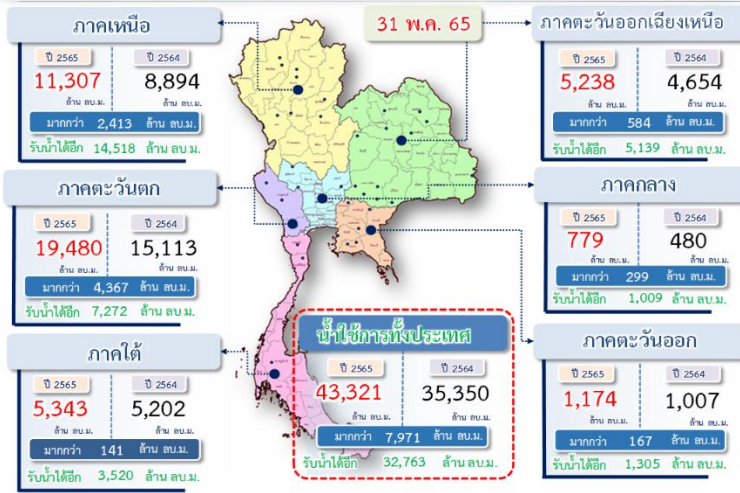 31 พ.ค. 65
ภาคเหนือ
ปี 2565 ปี 2564
11,307 8,894
ล้าน ลบ.ม. ล้าน ลบ.ม.
มากกว่า 2,413 ล้าน ลบ.ม.
รับน้ำได้อีก 14,518 ล้าน ลบ.ม.
ภาคตะวันตก
ปี 2565 ปี 2564
19,480 15,113
ล้าน ลบ.ม. ล้าน ลบ.ม.
มากกว่า 4,367 ล้าน ลบ.ม.
รับน้ำได้อีก 7,272 ล้าน ลบ.ม.
ภาคใต้
ปี 2565 ปี 2564
5,343 5,202
ล้าน ลบ.ม. ล้าน ลบ.ม.
มากกว่า 141 ล้าน ลบ.ม.
รับน้ำได้อีก 3,520 ล้าน ลบ.ม.
น้ำใช้การทั้งประเทศ
ปี 2565 ปี 2564
43,321 35,350
ล้าน ลบ.ม. ล้าน ลบ.ม.
มากกว่า 7,971 ล้าน ลบ.ม.
รับน้ำได้อีก 32,763 ล้าน ลบ.ม.
ภาคตะวันออกเฉียงเหนือ
ปี 2565 ปี 2564
5,238 4,654
ล้าน ลบ.ม. ล้าน ลบ.ม.
มากกว่า 584 ล้าน ลบ.ม.
รับน้ำได้อีก 5,139 ล้าน ลบ.ม.
ภาคกลาง
ปี 2565 ปี 2564
779 480
ล้าน ลบ.ม. ล้าน ลบ.ม.
มากกว่า 299 ล้าน ลบ.ม.
รับน้ำได้อีก 1,009 ล้าน ลบ.ม.
ภาคตะวันออก
ปี 2565 ปี 2564
1,174 1,007
ล้าน ลบ.ม. ล้าน ลบ.ม.
มากกว่า 167 ล้าน ลบ.ม.
รับน้ำได้อีก 1,305 ล้าน ลบ.ม.